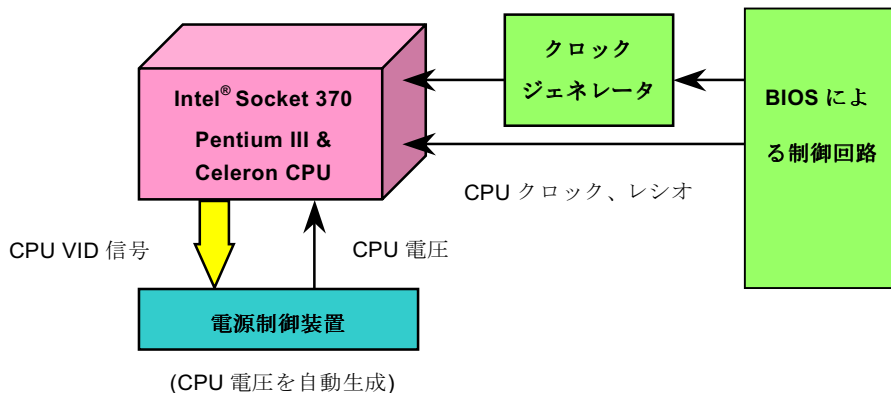 クロック
ジェネレータ
Intel® Socket 370
Pentium III &
Celeron CPU
BIOS によ
る制御回路
CPU クロック、レシオ
CPU VID 信号
CPU 電圧
電源制御装置
(CPU 電圧を自動生成)